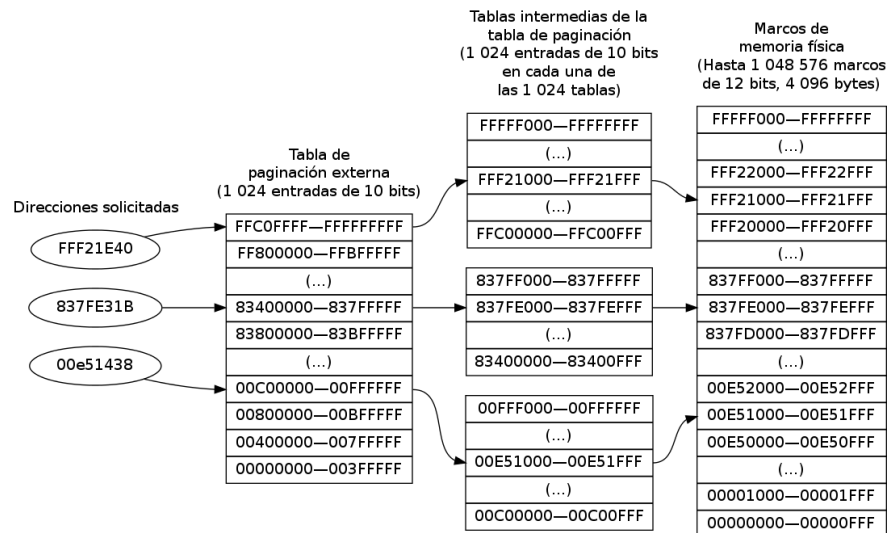 Direcciones solicitadas
FFF21E40
837FE31B
00e51438
Tabla de
paginación externa
(1 024 entradas de 10 bits)
FFC0FFFF—FFFFFFFFF
FF800000—FFBFFFFF
(...)
83400000—837FFFFF
83800000—83BFFFFF
(...)
00C00000—00FFFFFF
00800000—00BFFFFF
00400000—007FFFFF
00000000—003FFFFF
Tablas intermedias de la
tabla de paginación
(1 024 entradas de 10 bits
en cada una de
las 1 024 tablas)
FFFFF000—FFFFFFFF
(...)
FFF21000—FFF21FFF
(...)
FFC00000—FFC00FFF
837FF000—837FFFFF
837FE000—837FEFFF
(...)
83400000—83400FFF
00FFF000—00FFFFFF
(...)
00E51000—00E51FFF
(...)
00C00000—00C00FFF
Marcos de
memoria física
(Hasta 1 048 576 marcos
de 12 bits, 4 096 bytes)
FFFFF000—FFFFFFFF
(...)
FFF22000—FFF22FFF
FFF21000—FFF21FFF
FFF20000—FFF20FFF
(...)
837FF000—837FFFFF
837FE000—837FEFFF
837FD000—837FDFFF
(...)
00E52000—00E52FFF
00E51000—00E51FFF
00E50000—00E50FFF
(...)
00001000—00001FFF
00000000—00000FFF